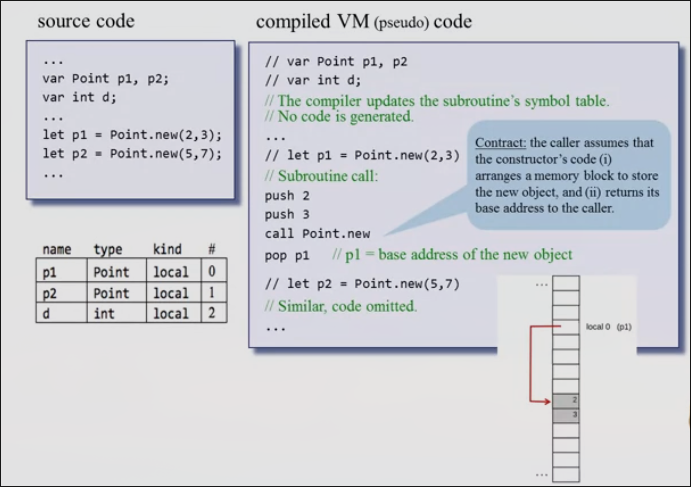 source code
...
var Point p1, p2;
var int d;
...
let p1 = Point.new(2,3);
let p2 = Point.new(5,7);
...
name type kind #
p1 Point local 0
p2 Point local 1
d int local 2
compiled VM (pseudo) code
// var Point p1, p2
// var int d;
// The compiler updates the subroutine's symbol table.
// No code is generated.
...
// let p1 = Point.new(2,3)
// Subroutine call:
push 2
push 3
call Point.new
pop p1 // p1 = base address of the new object
// let p2 = Point.new(5,7)
// Similar, code omitted.
...
Contract: the caller assumes that
the constructor's code (i)
arranges a memory block to store
the new object, and (ii) returns its
base address to the caller.
...
local 0 (p1)
2
3
...